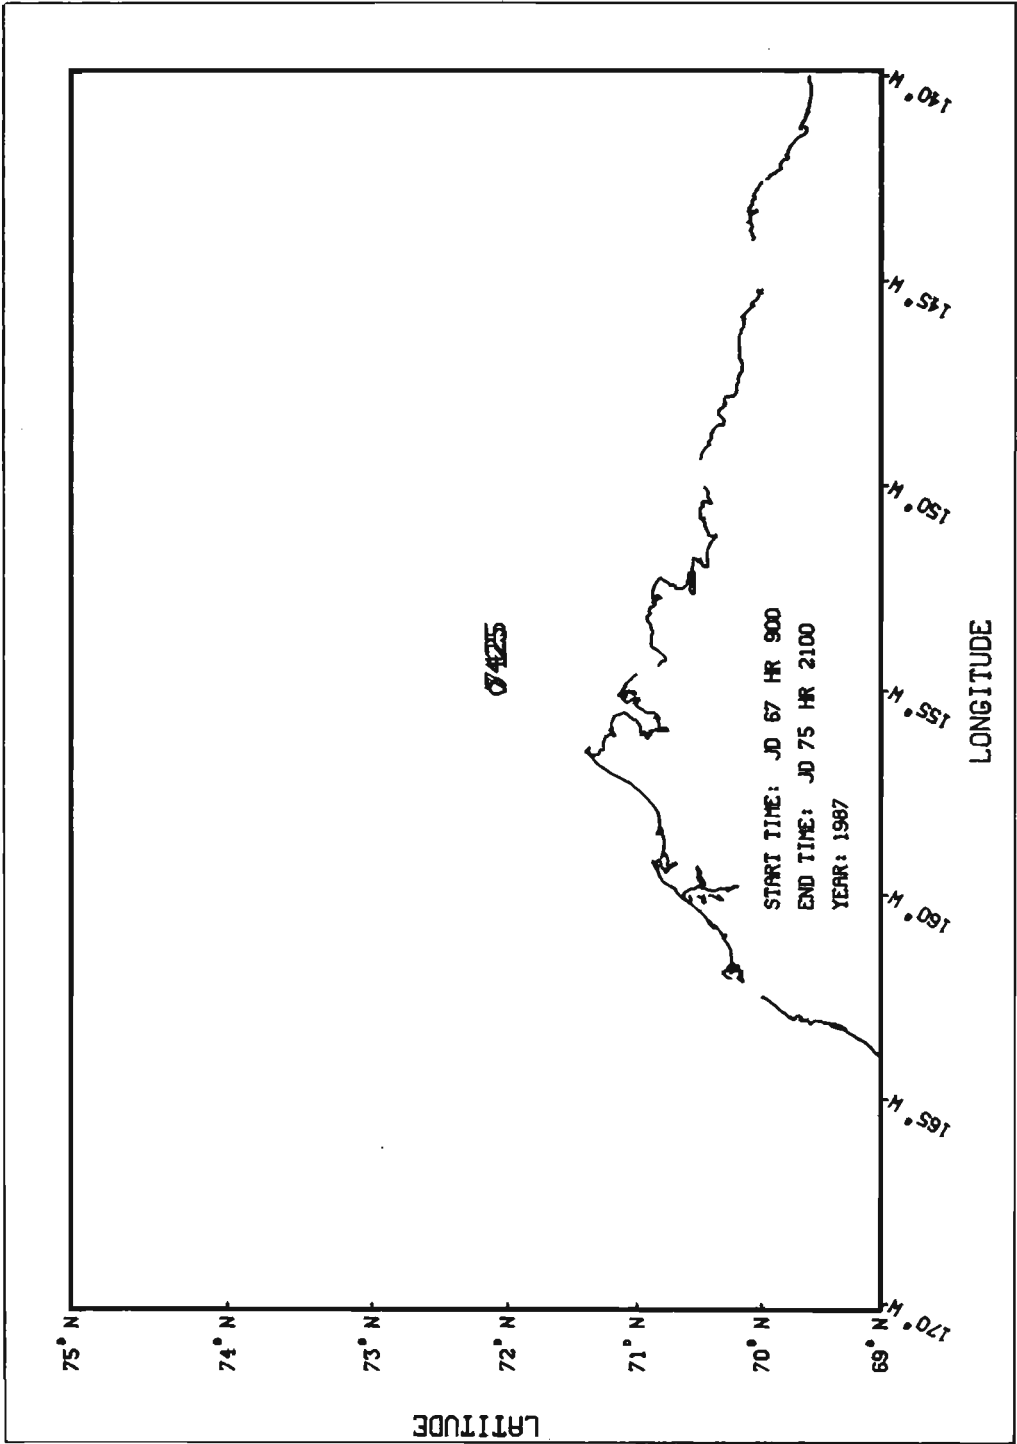 75° N
74° N
73° N
72° N
71° N
70° N
69° N
LATITUDE
START TIME: JD 67 HR 900
END TIME: JD 75 HR 2100
YEAR: 1987
170° W
165° W
160° W
155° W
150° W
145° W
140° W
LONGITUDE